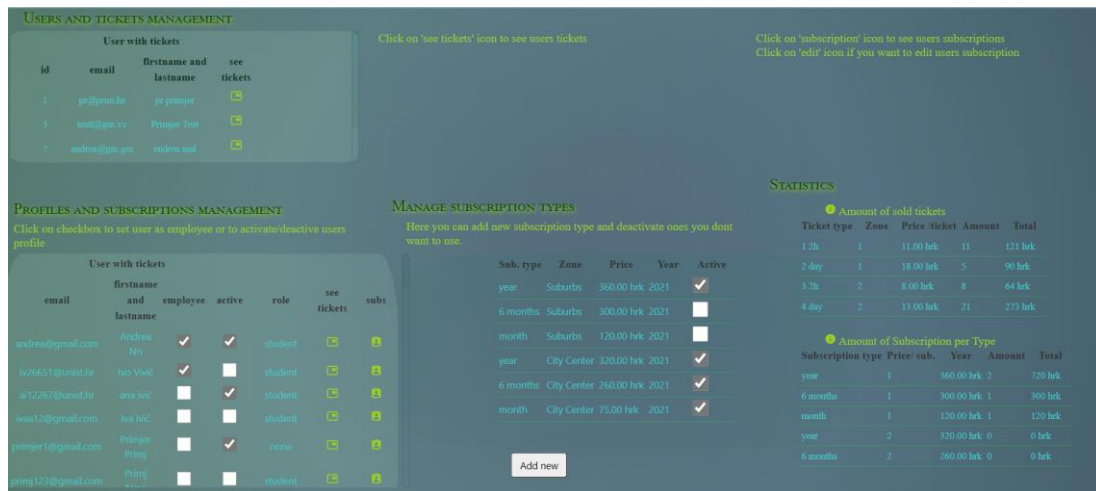 USERS AND TICKETS MANAGEMENT
User with tickets
id email firstname and lastname see tickets
1 pr@prim.hr pr primjer
3 Primjer Test
7 andrea@gm.gm andrea and
Click on 'see tickets' icon to see users tickets
Click on 'subscription' icon to see users subscriptions
Click on 'edit' icon if you want to edit users subscription
PROFILES AND SUBSCRIPTIONS MANAGEMENT
Click on checkbox to set user as employee or to activate/deactive users
profile
User with tickets
email firstname and lastname employee active role see tickets subs
andrea@gmail.com Andrea Nn student
iv26651@unist.hr Ivo Vivić student
ai12267@unist.hr ana ivić student
ivaa12@gmail.com Iva Ivić student
primjer1@gmail.com Primjer Primj none
primj123@gmail.com Primj student
MANAGE SUBSCRIPTION TYPES
Here you can add new subscription type and deactivate ones you dont
want to use.
Sub. type Zone Price Year Active
year Suburbs 360.00 hrk 2021
6 months Suburbs 300.00 hrk 2021
month Suburbs 120.00 hrk 2021
year City Center 320.00 hrk 2021
6 months City Center 260.00 hrk 2021
month City Center 75.00 hrk 2021
Add new
STATISTICS
Amount of sold tickets
Ticket type Zone Price /ticket Amount Total
1 2h 1 11.00 hrk 11 121 hrk
2 day 1 18.00 hrk 5 90 hrk
3 2h 2 8.00 hrk 8 64 hrk
4 day 2 13.00 hrk 21 273 hrk
Amount of Subscription per Type
Subscription type Price/ sub. Year Amount Total
year 1 360.00 hrk 2 720 hrk
6 months 1 300.00 hrk 1 300 hrk
month 1 120.00 hrk 1 120 hrk
year 2 320.00 hrk 0 0 hrk
6 months 2 260.00 hrk 0 0 hrk